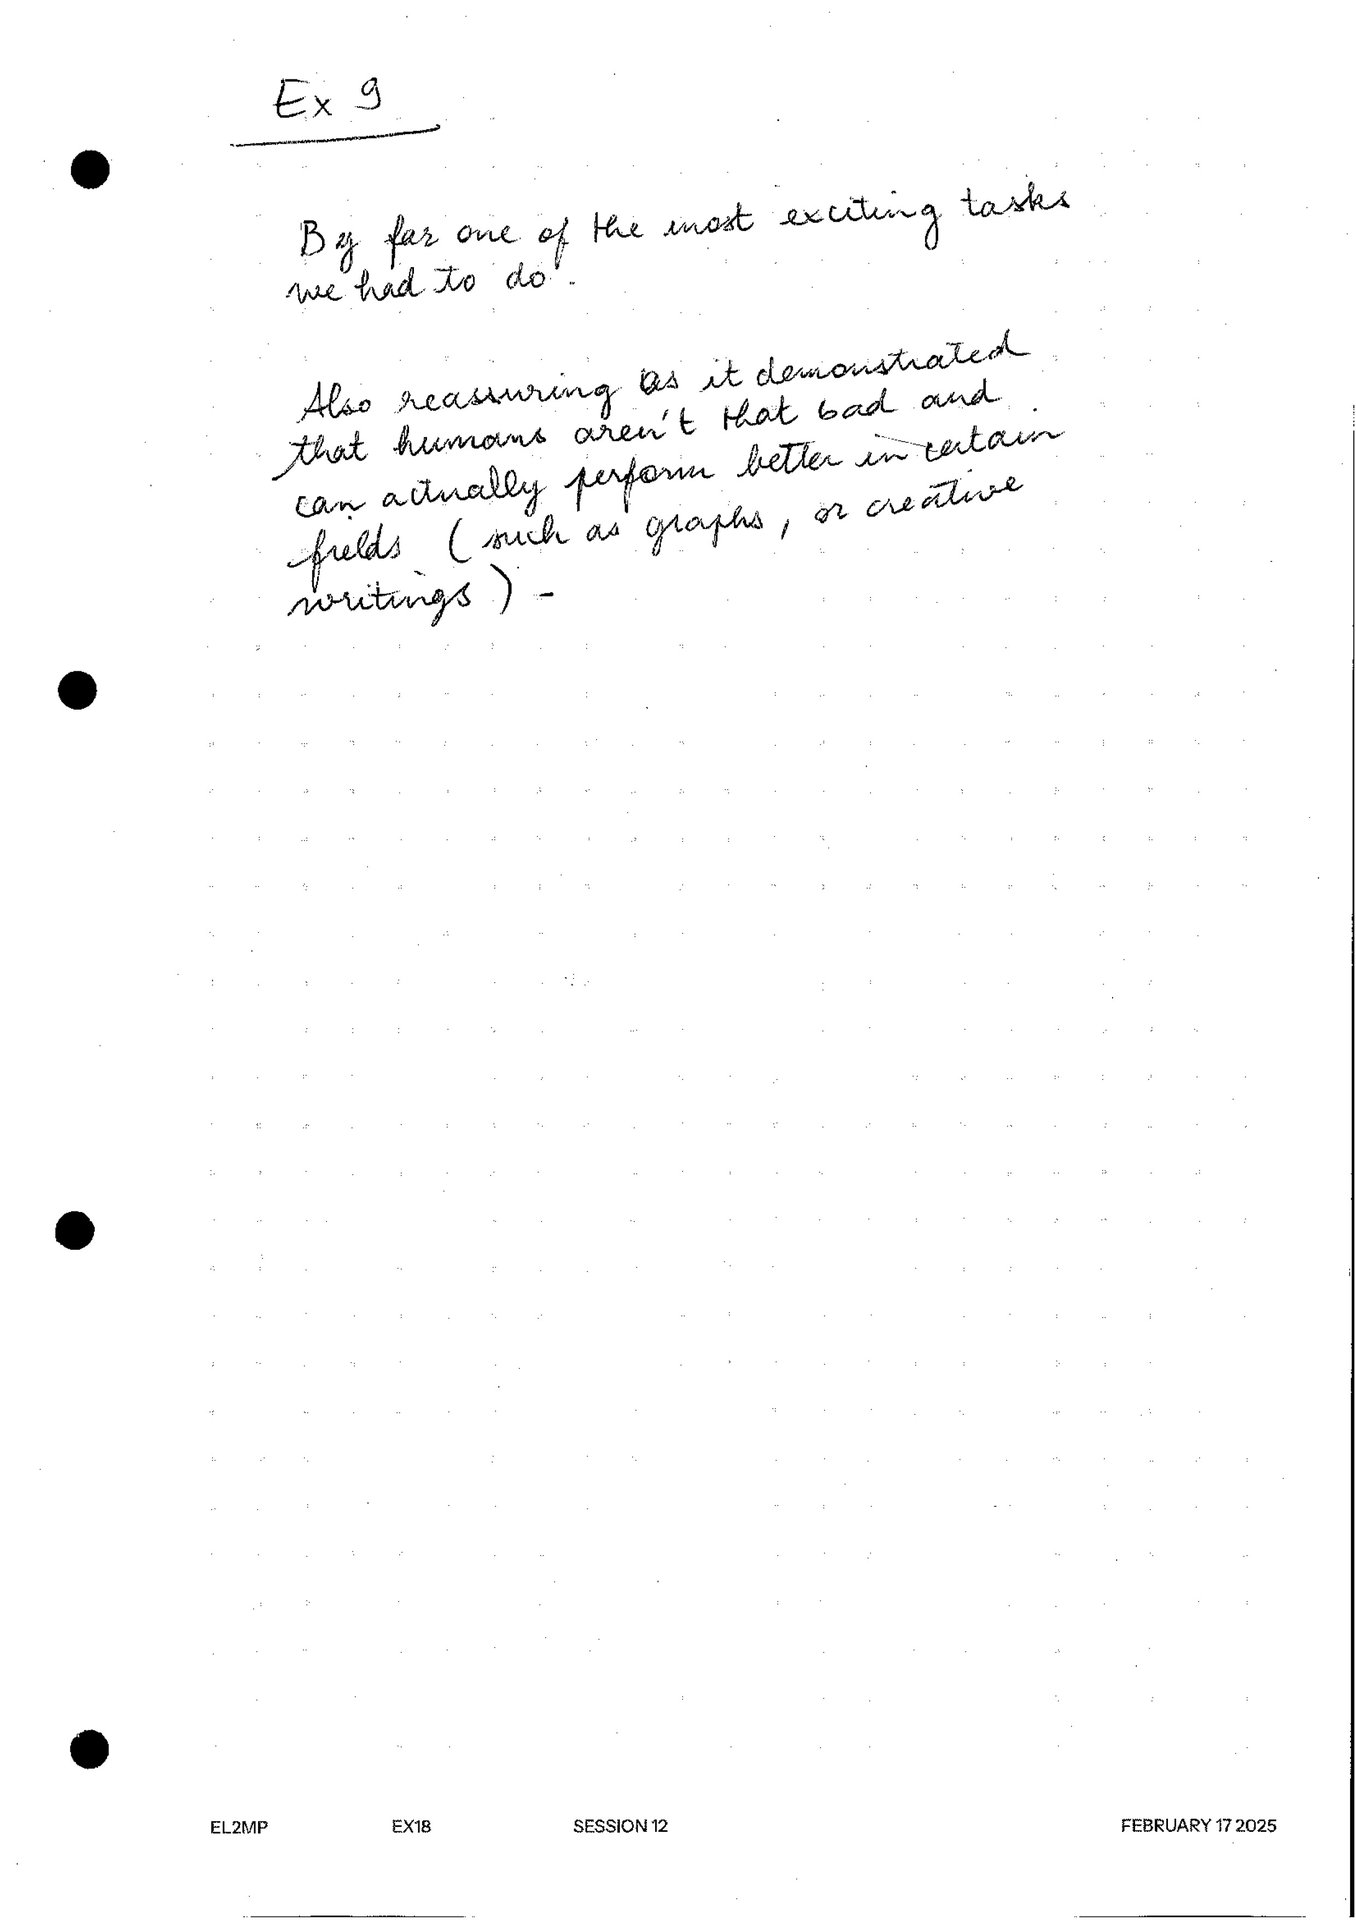 Ex 9
By far one of the most exciting tasks
we had to do.
Also reassuring as it demonstrated
that humans aren't that bad and
can actually perform better in certain
fields (such as graphs, or creative
writings) -
EL2MP EX18 SESSION 12 FEBRUARY 17 2025